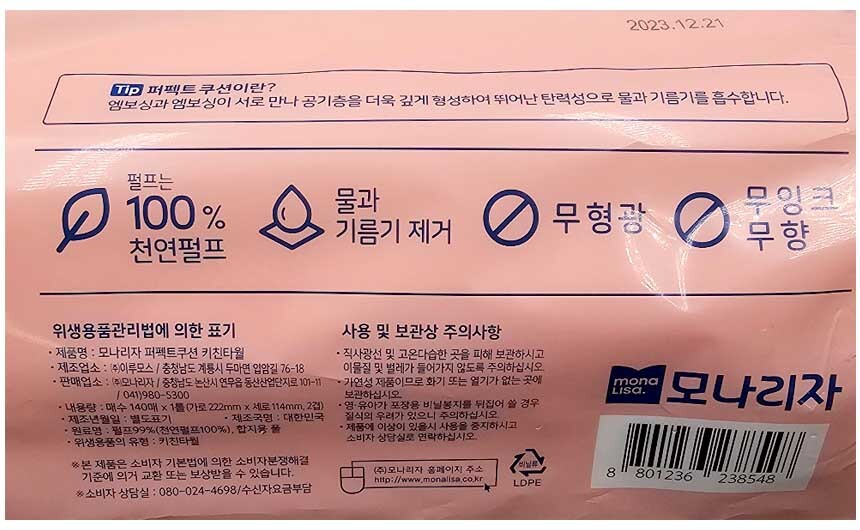 2023.12.21
Tip 퍼펙트쿠션이란?
엠보싱과 엠보싱이 서로 만나 공기층을 더욱 깊게 형성하여 뛰어난 탄력성으로 물과 기름기를 흡수합니다.
펄프는
100 %
천연펄프
물과
기름기 제거
무형광
무잉크
무향
위생용품관리법에 의한 표기
· 제품명 : 모나리자 퍼펙트쿠션 키친타월
· 제조업소 : ㈜이루모스 / 충청남도 계룡시 두마면 입암길 76-18
· 판매업소 : ㈜모나리자 / 충청남도 논산시 연무읍 동산산업단지로 101-11
/ 041)980-5300
· 내용량 : 매수 140매 x 1롤(가로 222mm x 세로 114mm, 2겹)
· 제조년월일 : 별도표기 · 제조국명 : 대한민국
· 원료명 : 펄프99%(천연펄프100%), 합지용 풀
· 위생용품의 유형 : 키친타월
※본 제품은 소비자 기본법에 의한 소비자분쟁해결
기준에 의거 교환 또는 보상받을 수 있습니다.
※소비자 상담실 : 080-024-4698/수신자요금부담
사용 및 보관상 주의사항
· 직사광선 및 고온다습한 곳을 피해 보관하시고
이물질 및 벌레가 들어가지 않도록 주의하십시오.
· 가연성 제품이므로 화기 또는 열기가 없는 곳에
보관하십시오.
· 영·유아가 포장용 비닐봉지를 뒤집어 쓸 경우
질식의 우려가 있으니 주의하십시오.
· 제품에 이상이 있을시 사용을 중지하시고
소비자 상담실로 연락하십시오.
(주)모나리자 홈페이지 주소
http://www.monalisa.co.kr
비닐류
LDPE
mona
LISA.
모나리자
8 801236 238548